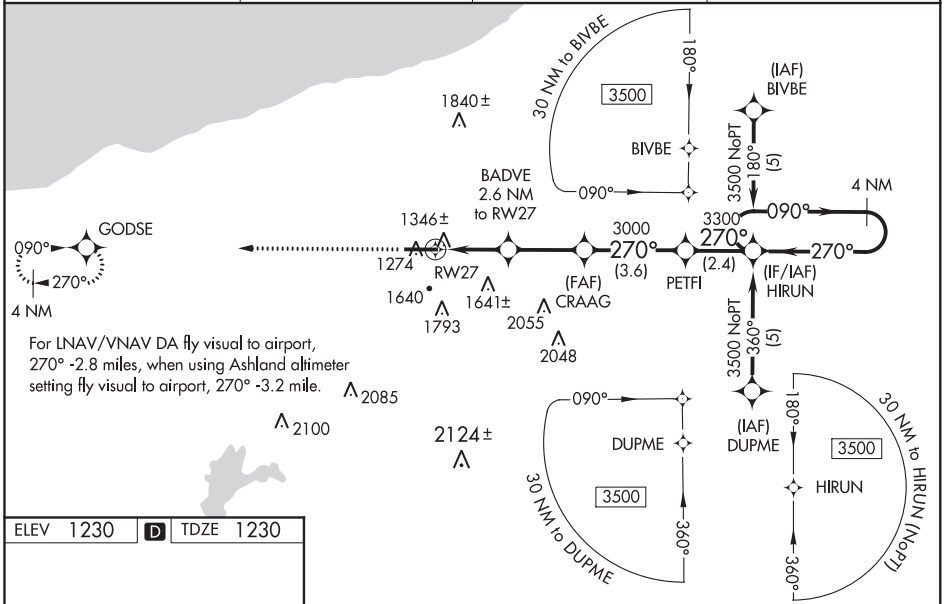 30 NM to BIVBE
180°
3500
BIVBE
090°
(IAF)
BIVBE
3500 NoPT
180°
(5)
1840 ±
BADVE
2.6 NM
to RW27
4 NM
090°
270°
1346 ±
1274
RW27
GODSE
090°
270°
4 NM
3000
270°
(3.6)
3300
270°
(2.4)
(FAF)
CRAAG
PETFI
(IF/IAF)
HIRUN
1640
1641 ±
1793
2055
2048
3500 NoPT
360°
(5)
(IAF)
DUPME
For LNAV/VNAV DA fly visual to airport,
270° -2.8 miles, when using Ashland altimeter
setting fly visual to airport, 270° -3.2 mile.
2085
2100
2124 ±
090°
DUPME
3500
360°
30 NM to DUPME
180°
3500
HIRUN
360°
30 NM to HIRUN (NoPT)
ELEV 1230 D TDZE 1230